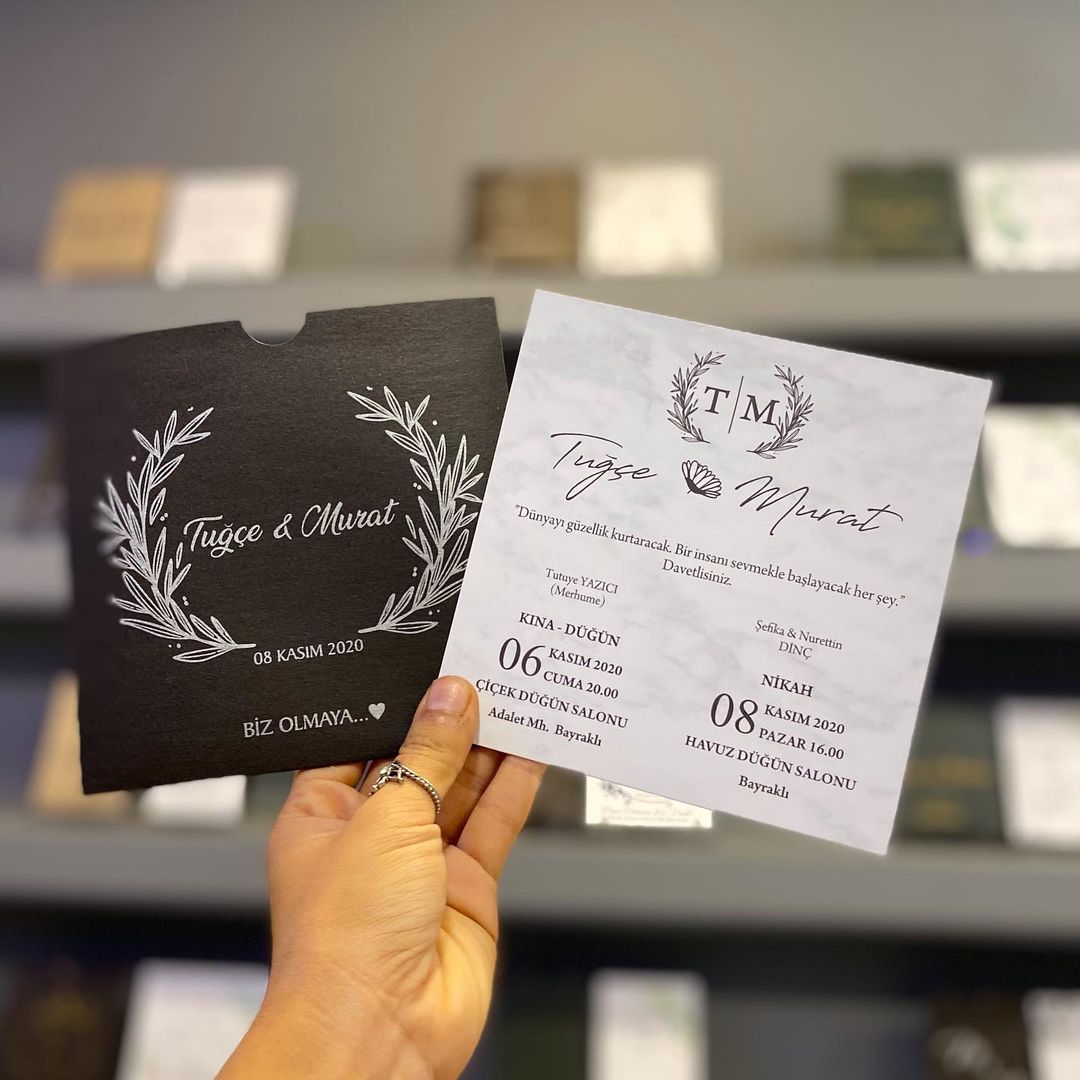 Tuğçe & Murat
08 KASIM 2020
BİZ OLMAYA...
T|M
Tuğçe Murat
"Dünyayı güzellik kurtaracak. Bir insanı sevmekle başlayacak her şey."
Davetlisiniz.
Tutuye YAZICI
(Merhume)
KINA - DÜĞÜN
06 KASIM 2020
CUMA 20.00
ÇİÇEK DÜĞÜN SALONU
Adalet Mh. Bayraklı
Şefika & Nurettin
DINÇ
NİKAH
08 KASIM 2020
PAZAR 16.00
HAVUZ DÜĞÜN SALONU
Bayraklı